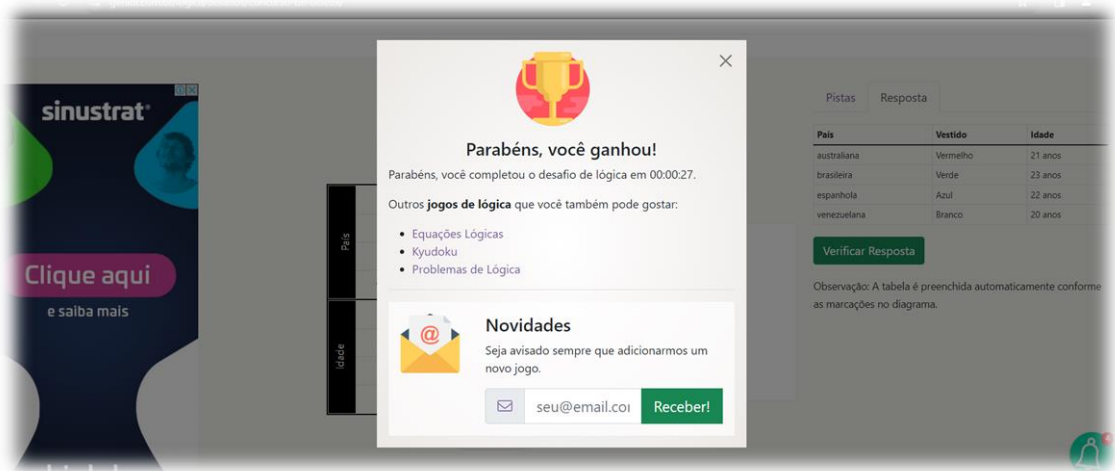 sinustrat®
Clique aqui
e saiba mais
País
Idade
Parabéns, você ganhou!
Parabéns, você completou o desafio de lógica em 00:00:27.
Outros jogos de lógica que você também pode gostar:
Equações Lógicas
Kyudoku
Problemas de Lógica
@
Novidades
Seja avisado sempre que adicionarmos um
novo jogo.
seu@email.co
Receber!
Pistas Resposta
País Vestido Idade
australiana Vermelho 21 anos
brasileira Verde 23 anos
espanhola Azul 22 anos
venezuelana Branco 20 anos
Verificar Resposta
Observação: A tabela é preenchida automaticamente conforme
as marcações no diagrama.
4